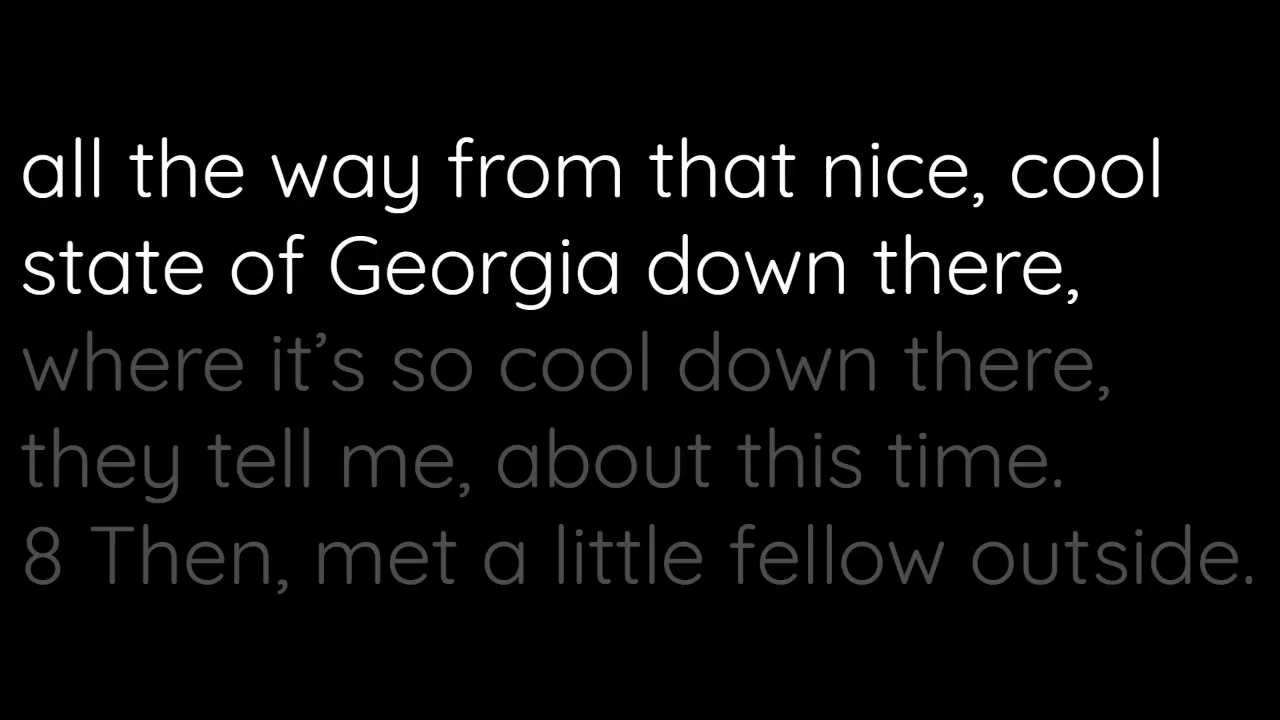 all the way from that nice, cool
state of Georgia down there,
where it’s so cool down there,
they tell me, about this time.
8 Then, met a little fellow outside.